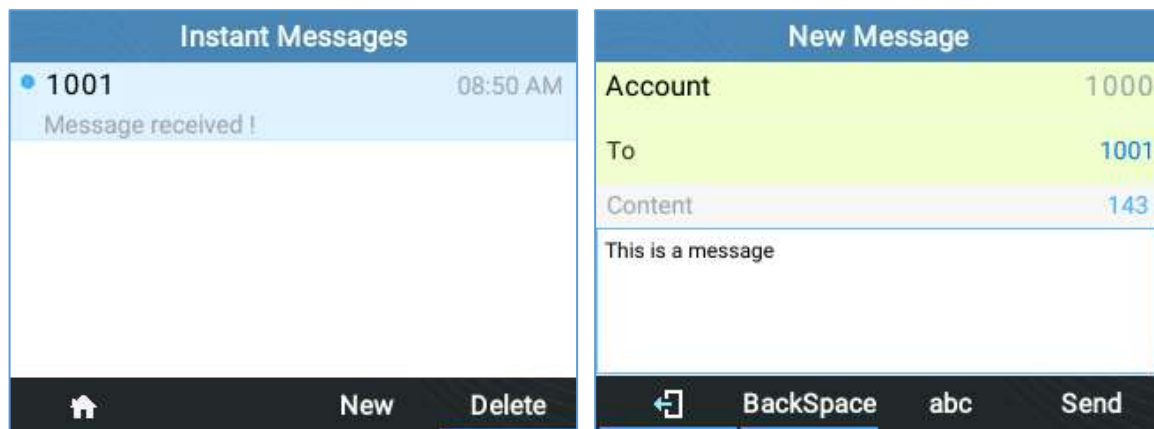 Instant Messages
1001 08:50 AM
Message received !
New Delete
New Message
Account 1000
To 1001
Content 143
This is a message
BackSpace abc Send